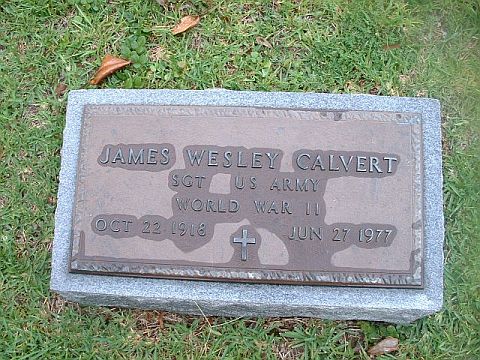 JAMES WESLEY CALVERT
SGT US ARMY
WORLD WAR II
OCT 22 1918 JUN 27 1977